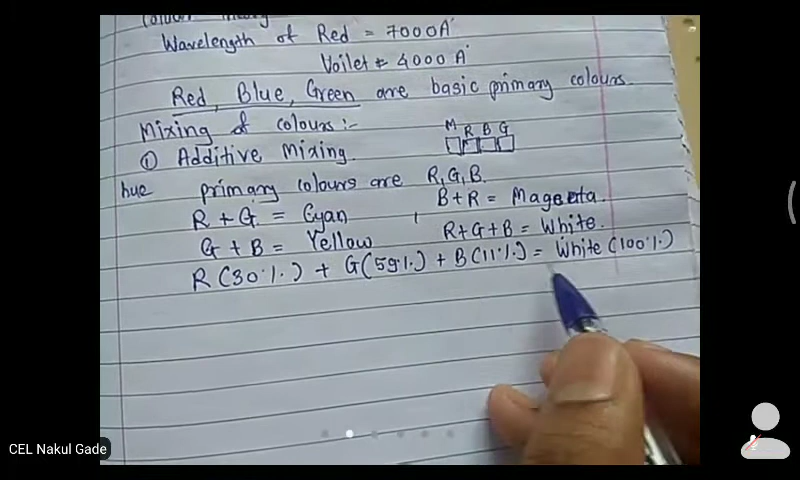 Colour
Wavelength of Red = 7000A°
Voilet = 4000 A°
Red, Blue, Green are basic primary colours
Mixing of colours:-
① Additive Mixing
M R B G
hue primary colours are R, G, B
R + G = Cyan, B + R = Magenta.
G + B = Yellow R+G+B = White.
R (30%) + G(59%) + B(11%) = White (100%)
CEL Nakul Gade